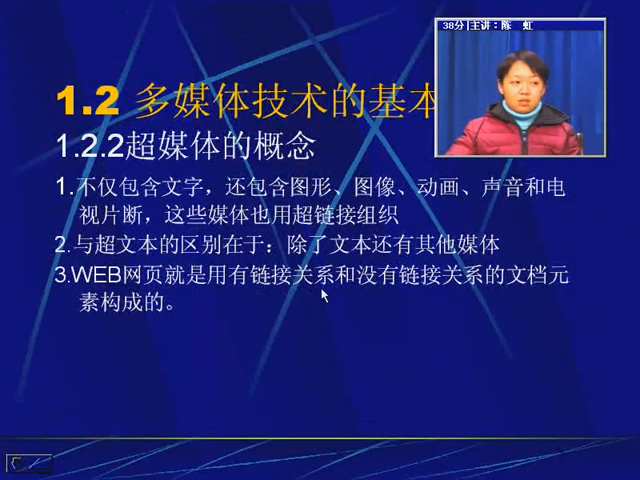 38分|主讲：陈 虹
1.2 多媒体技术的基本
1.2.2超媒体的概念
1.不仅包含文字，还包含图形、图像、动画、声音和电
视片断，这些媒体也用超链接组织
2.与超文本的区别在于：除了文本还有其他媒体
3.WEB网页就是用有链接关系和没有链接关系的文档元
素构成的。